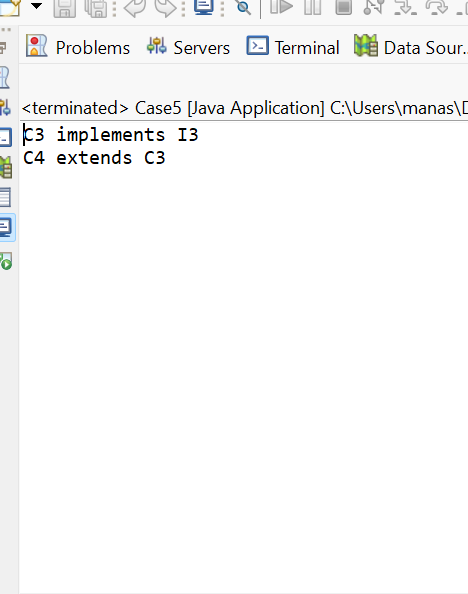 Problems Servers Terminal Data Sour..
<terminated> Case5 [Java Application] C:\Users\manas\D
C3 implements I3
C4 extends C3